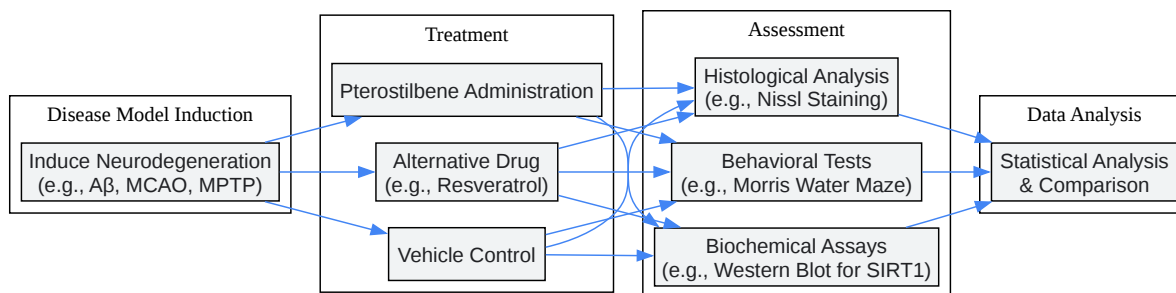 Disease Model Induction
Induce Neurodegeneration
(e.g., Aβ, MCAO, MPTP)
Treatment
Pterostilbene Administration
Alternative Drug
(e.g., Resveratrol)
Vehicle Control
Assessment
Histological Analysis
(e.g., Nissl Staining)
Behavioral Tests
(e.g., Morris Water Maze)
Biochemical Assays
(e.g., Western Blot for SIRT1)
Data Analysis
Statistical Analysis
& Comparison